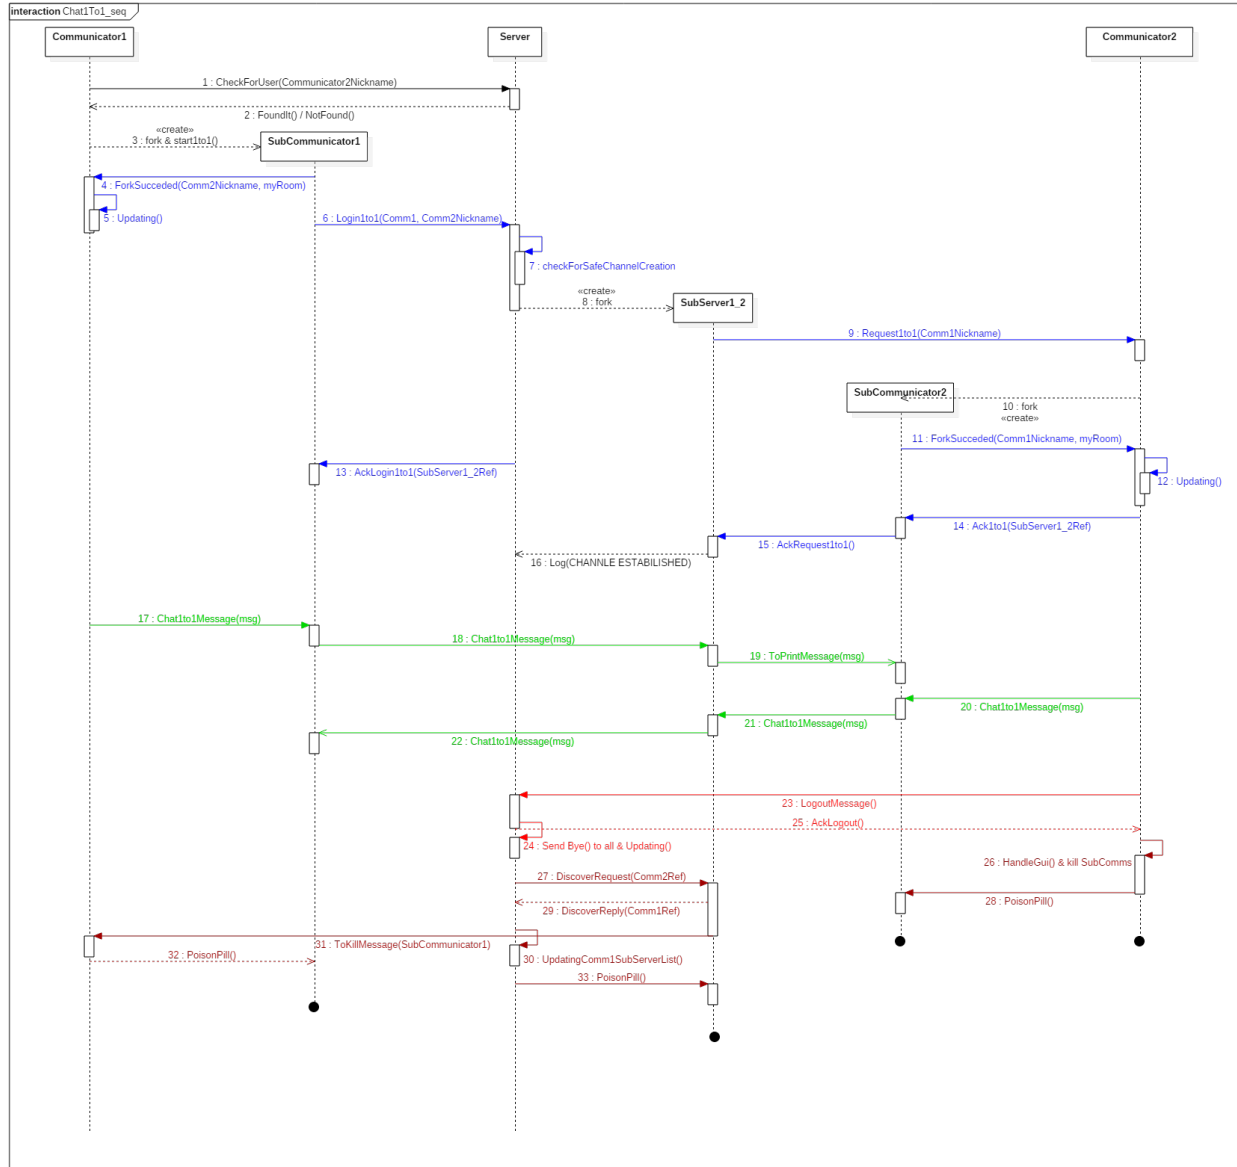 interaction Chat1To1_seq
Communicator1
Server
Communicator2
1 : CheckForUser(Communicator2Nickname)
2 : FoundIt() / NotFound()
«create»
3 : fork & start1to1()
SubCommunicator1
4 : ForkSucceded(Comm2Nickname, myRoom)
5 : Updating()
6 : Login1to1(Comm1, Comm2Nickname)
7 : checkForSafeChannelCreation
«create»
8 : fork
SubServer1_2
9 : Request1to1(Comm1Nickname)
SubCommunicator2
10 : fork
«create»
11 : ForkSucceded(Comm1Nickname, myRoom)
13 : AckLogin1to1(SubServer1_2Ref)
12 : Updating()
14 : Ack1to1(SubServer1_2Ref)
15 : AckRequest1to1()
16 : Log(CHANNLE ESTABILISHED)
17 : Chat1to1Message(msg)
18 : Chat1to1Message(msg)
19 : ToPrintMessage(msg)
20 : Chat1to1Message(msg)
21 : Chat1to1Message(msg)
22 : Chat1to1Message(msg)
23 : LogoutMessage()
25 : AckLogout()
24 : Send Bye() to all & Updating()
26 : HandleGui() & kill SubComms
27 : DiscoverRequest(Comm2Ref)
28 : PoisonPill()
29 : DiscoverReply(Comm1Ref)
31 : ToKillMessage(SubCommunicator1)
32 : PoisonPill()
30 : UpdatingComm1SubServerList()
33 : PoisonPill()